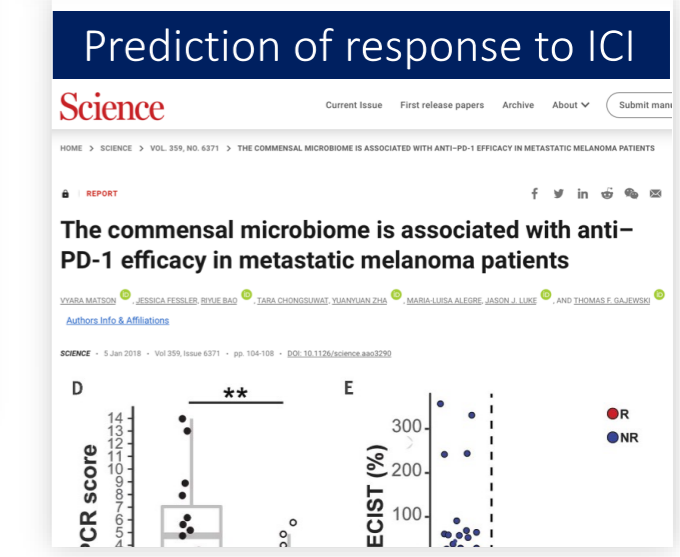 Prediction of response to ICI
Science
Current Issue First release papers Archive About Submit man
HOME > SCIENCE > VOL. 359, NO. 6371 > THE COMMENSAL MICROBIOME IS ASSOCIATED WITH ANTI–PD-1 EFFICACY IN METASTATIC MELANOMA PATIENTS
REPORT
The commensal microbiome is associated with anti–
PD-1 efficacy in metastatic melanoma patients
VYARA MATSON, JESSICA FESSLER, RIYUE BAO, TARA CHONGSUWAT, YUANYUAN ZHA, MARIA-LUISA ALEGRE, JASON J. LUKE, AND THOMAS F. GAJEWSKI
Authors Info & Affiliations
SCIENCE • 5 Jan 2018 • Vol 359, Issue 6371 • pp. 104-108 • DOI: 10.1126/science.aao3290
D
**
14
13
12
11
10
9
8
7
6
5
4
PCR score
E
300
200
100
ECIST (%)
R
NR